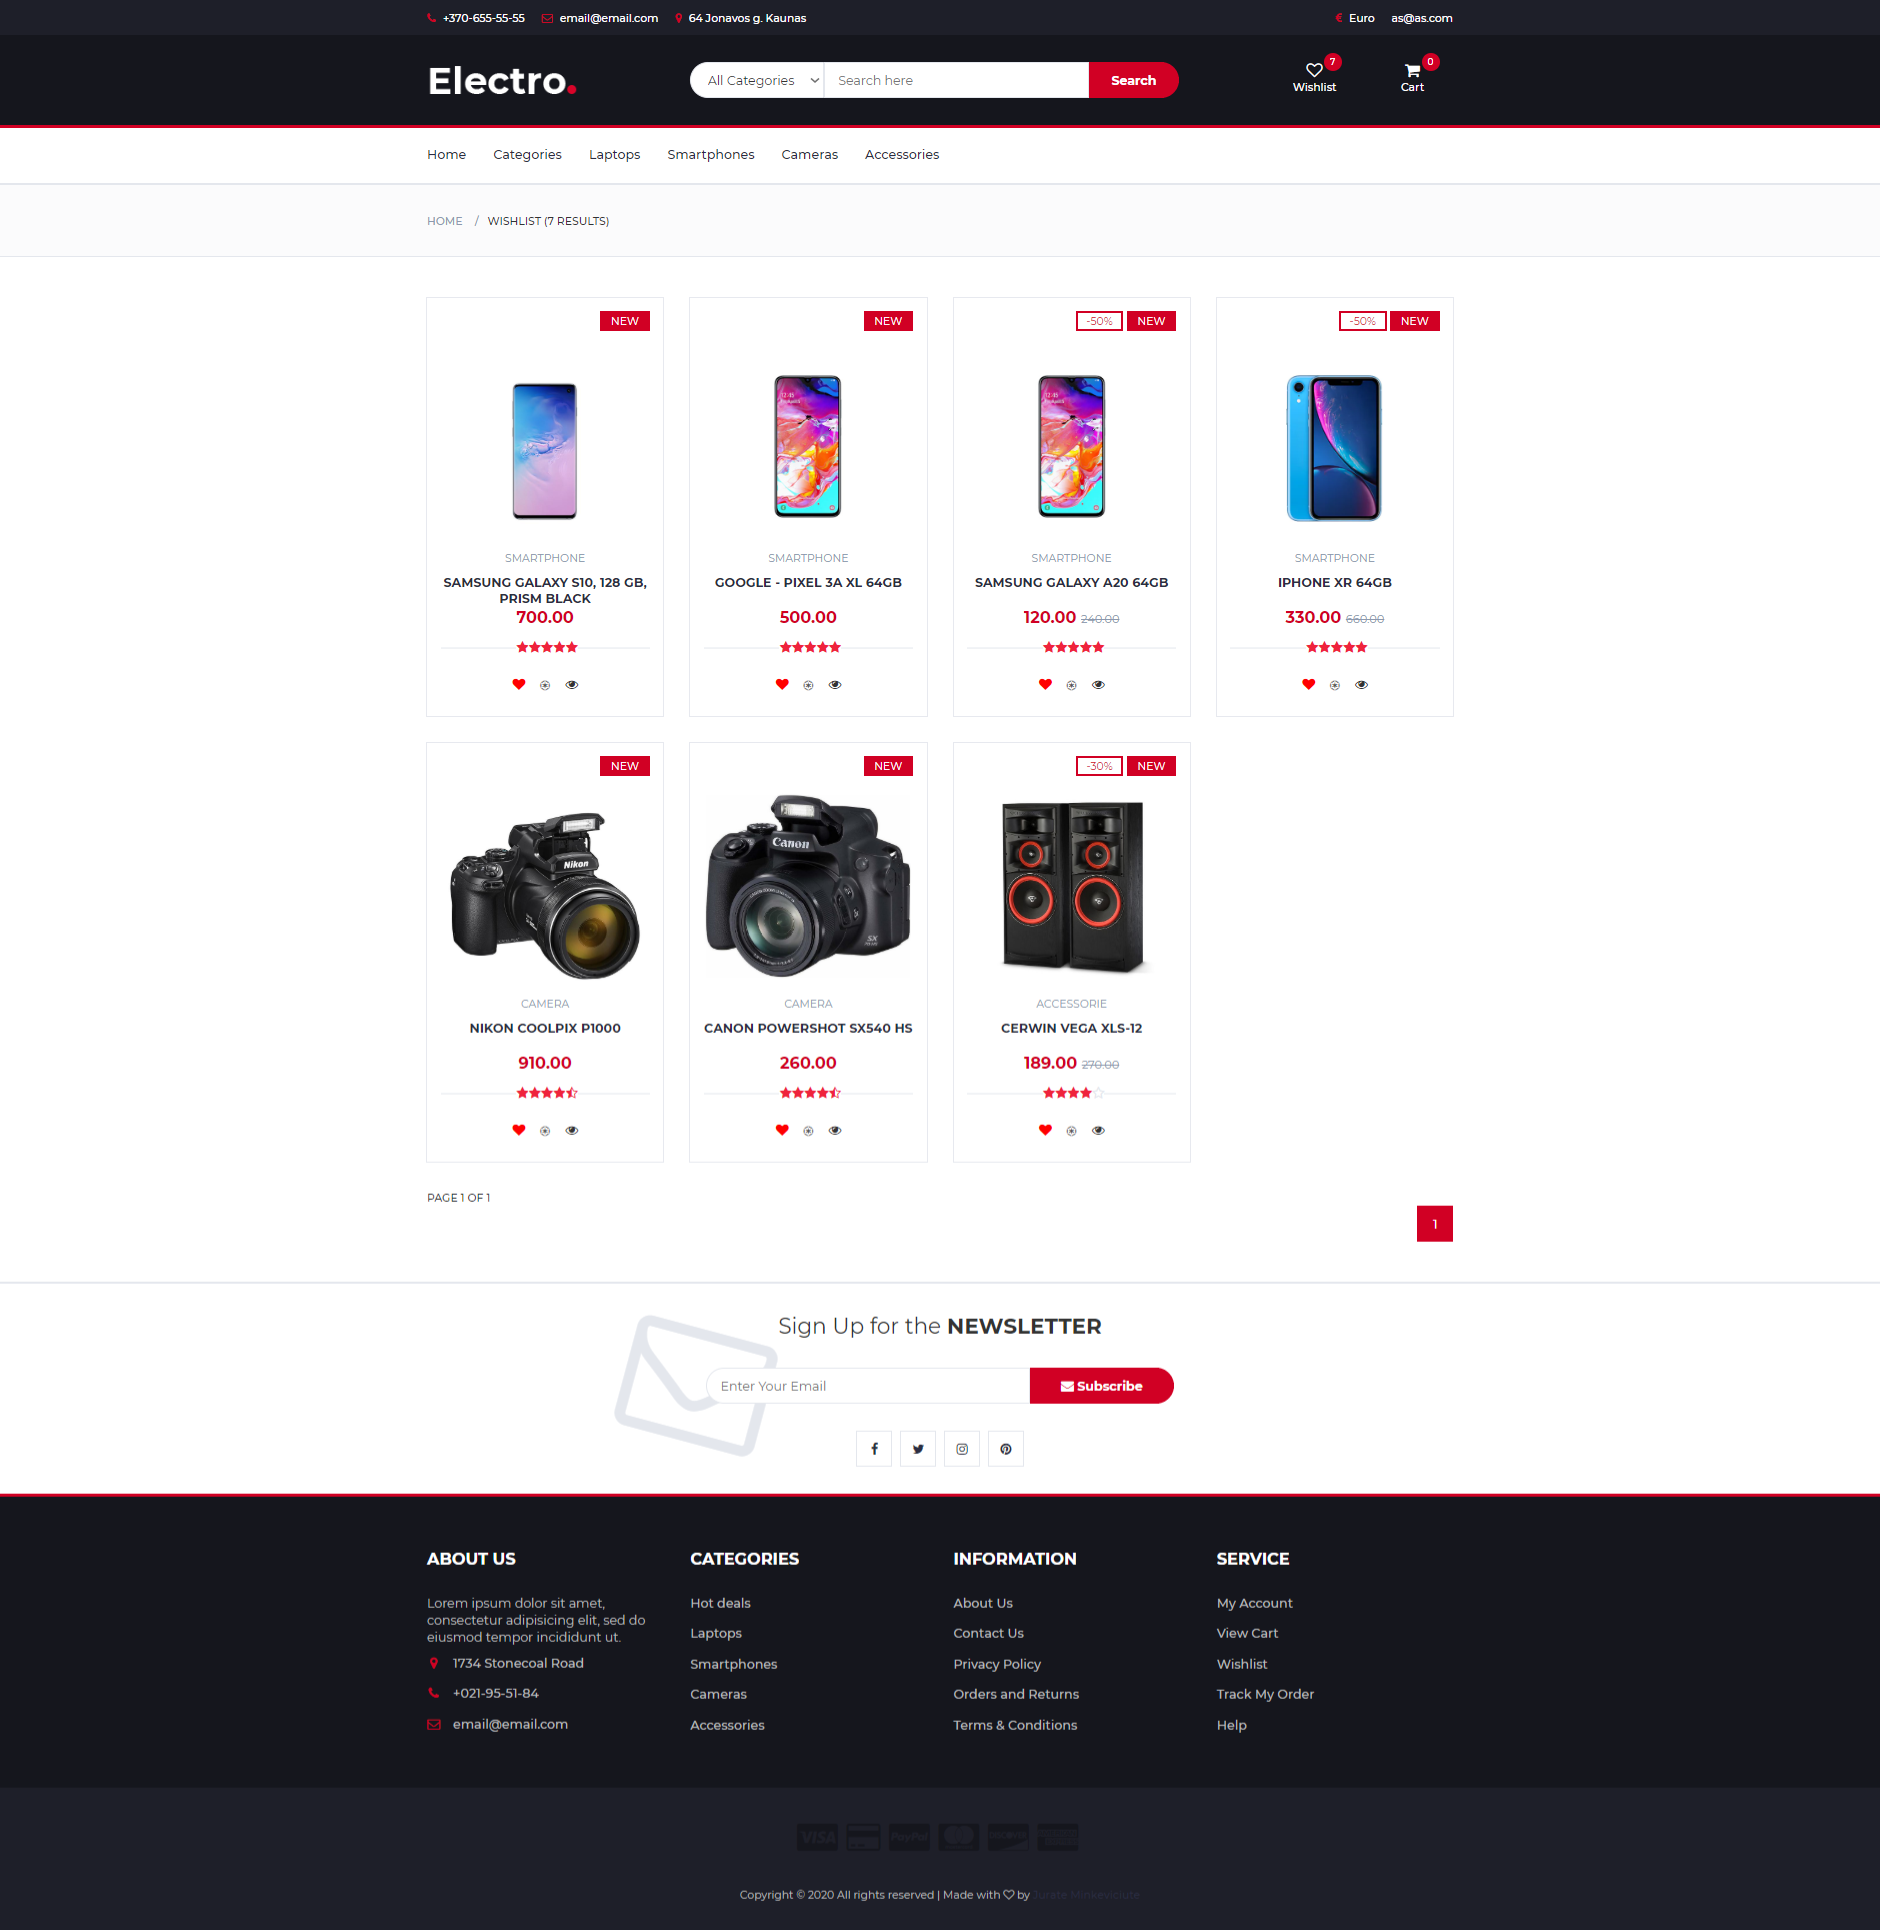 +370-655-55-55 email@email.com 64 Jonavos g. Kaunas € Euro as@as.com
Electro.
All Categories Search here Search
7
Wishlist
0
Cart
Home Categories Laptops Smartphones Cameras Accessories
HOME / WISHLIST (7 RESULTS)
NEW
SMARTPHONE
SAMSUNG GALAXY S10, 128 GB,
PRISM BLACK
700.00
NEW
SMARTPHONE
GOOGLE - PIXEL 3A XL 64GB
500.00
-50% NEW
SMARTPHONE
SAMSUNG GALAXY A20 64GB
120.00 240.00
-50% NEW
SMARTPHONE
IPHONE XR 64GB
330.00 660.00
NEW
Nikon
CAMERA
NIKON COOLPIX P1000
910.00
NEW
Canon
SX
CAMERA
CANON POWERSHOT SX540 HS
260.00
-30% NEW
ACCESSORIE
CERWIN VEGA XLS-12
189.00 270.00
PAGE 1 OF 1
1
Sign Up for the NEWSLETTER
Enter Your Email Subscribe
ABOUT US
Lorem ipsum dolor sit amet,
consectetur adipisicing elit, sed do
eiusmod tempor incididunt ut.
1734 Stonecoal Road
+021-95-51-84
email@email.com
CATEGORIES
Hot deals
Laptops
Smartphones
Cameras
Accessories
INFORMATION
About Us
Contact Us
Privacy Policy
Orders and Returns
Terms & Conditions
SERVICE
My Account
View Cart
Wishlist
Track My Order
Help
VISA PayPal DISCOVER
Copyright © 2020 All rights reserved | Made with by